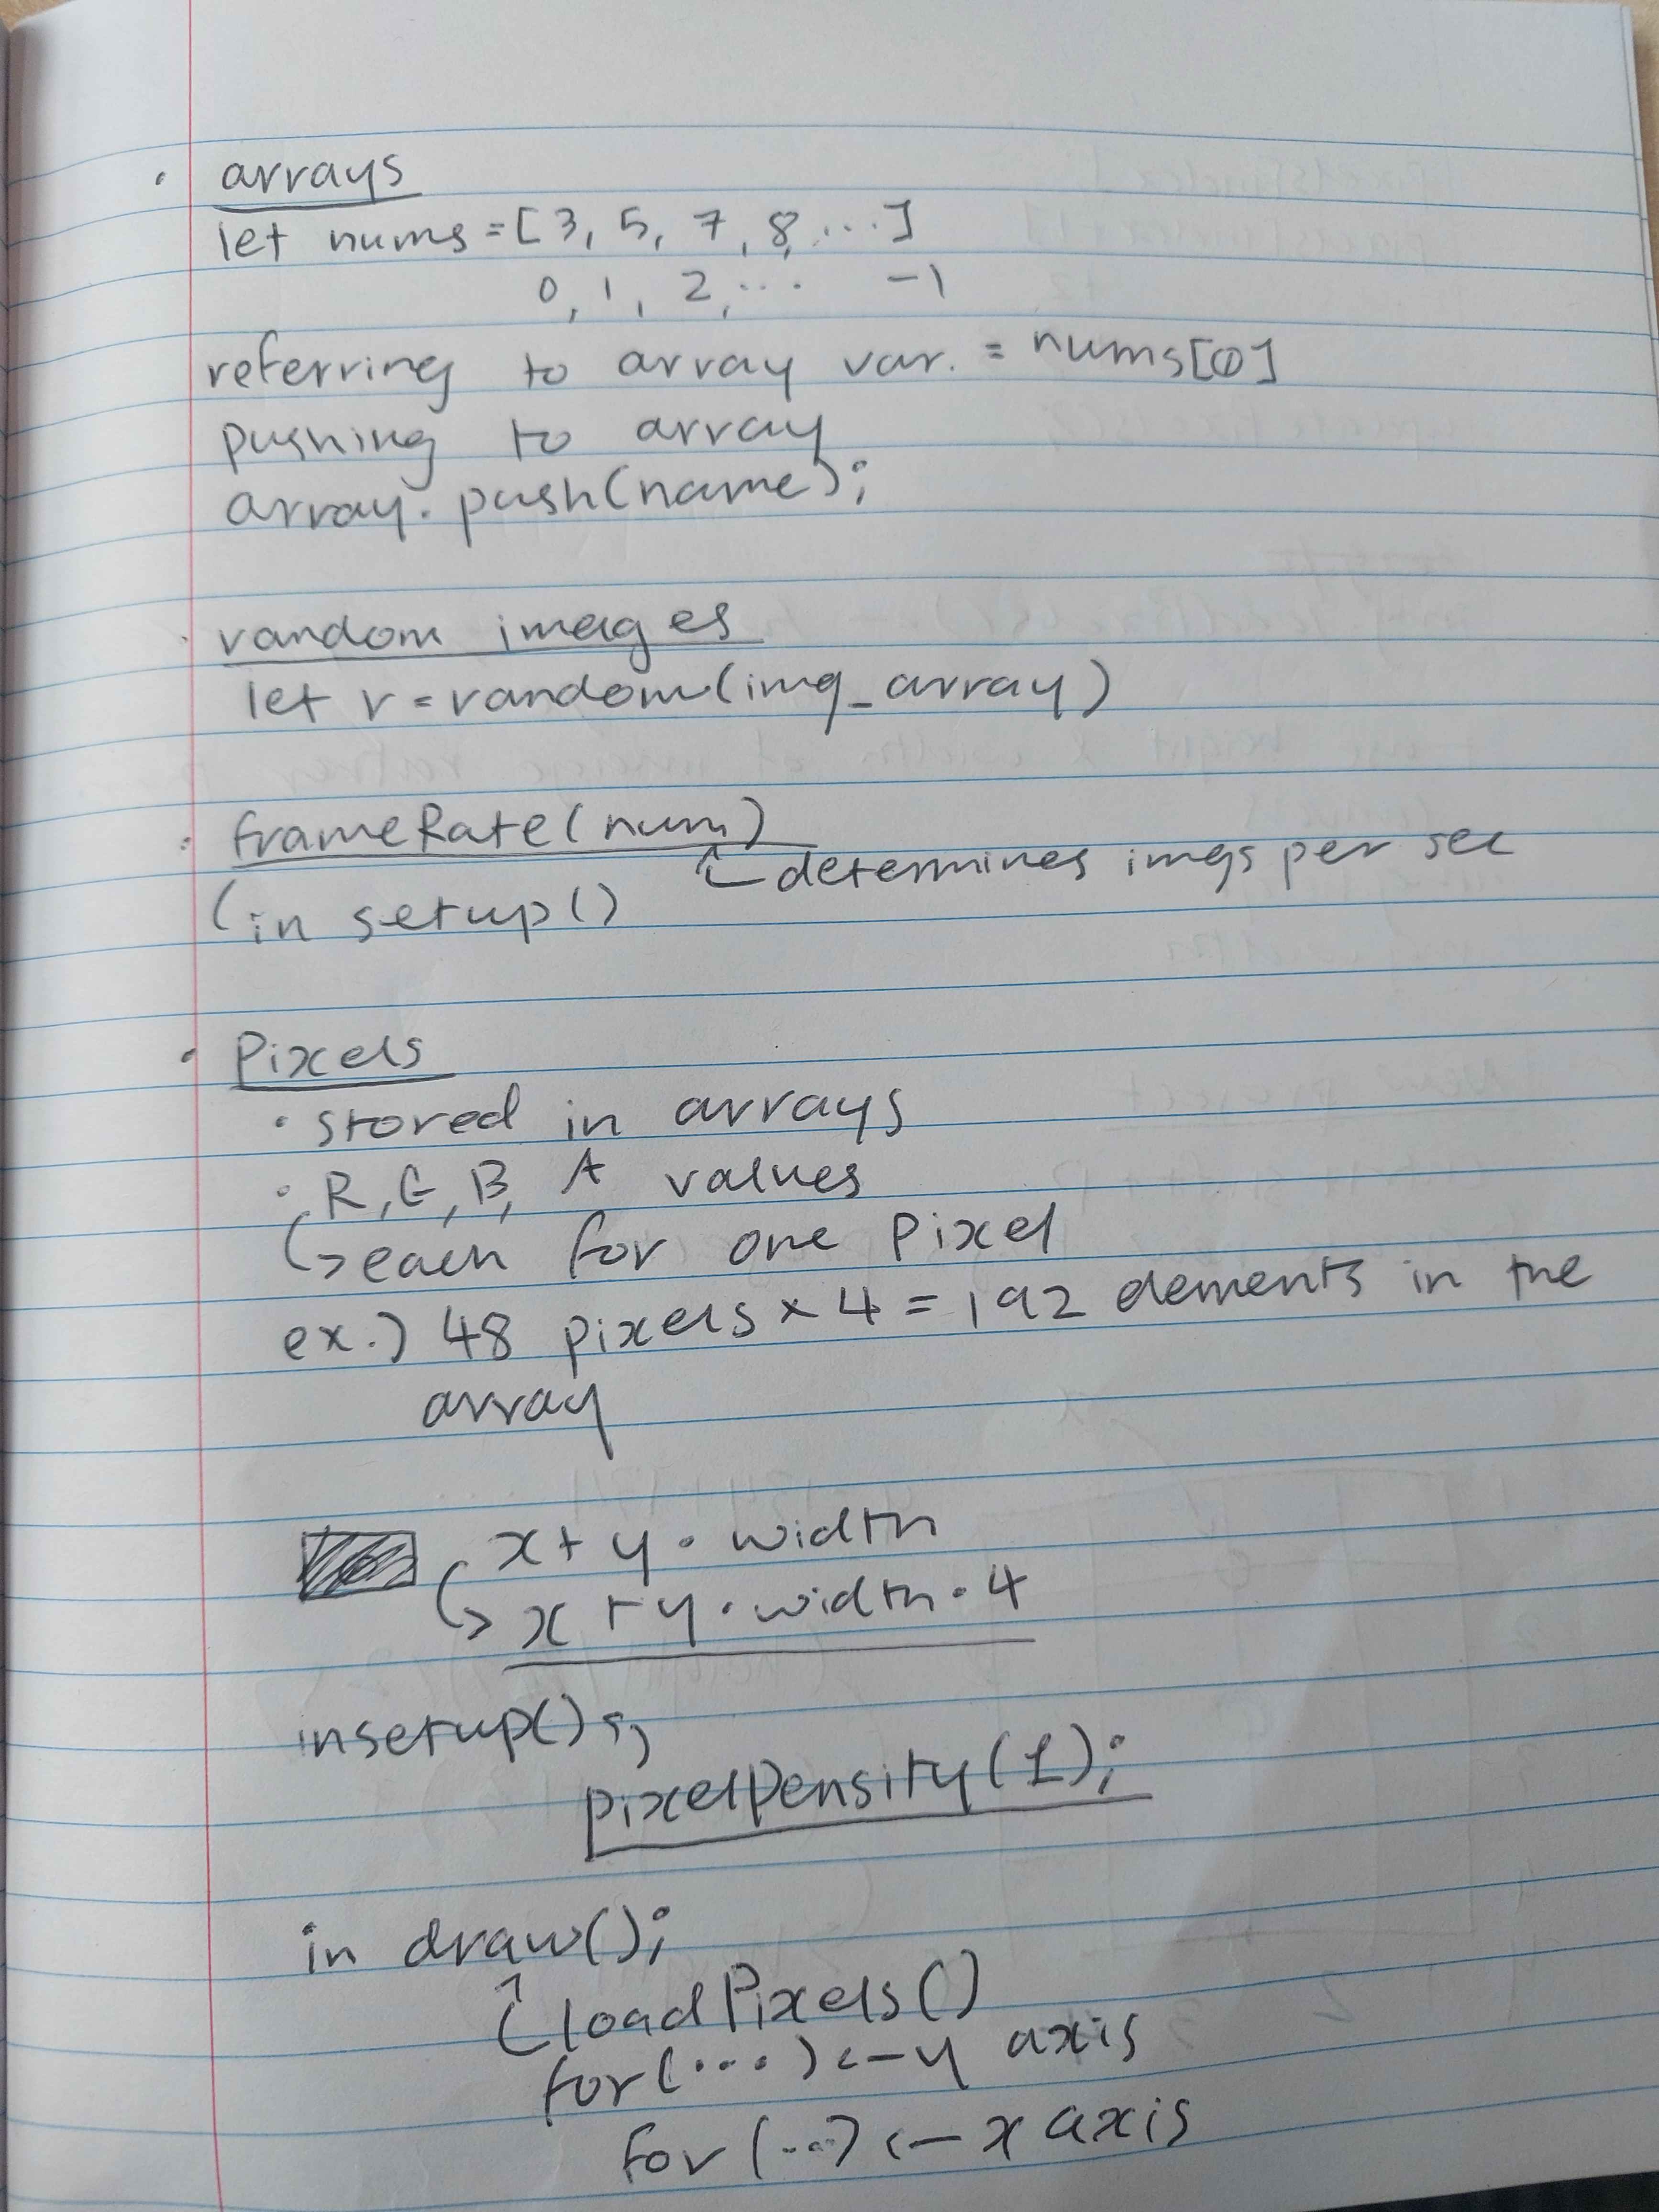 · arrays
let nums = [3, 5, 7, 8, ...]
0, 1, 2, ... -1
referring to array var. = nums[0]
pushing to array
array.push(name);
· random images
let r = random(img_array)
· frameRate(num)
↑ determines imgs per sec
(in setup()
· Pixels
· stored in arrays
· R, G, B, A values
↳ each for one pixel
ex.) 48 pixels × 4 = 192 elements in the
array
x + y · width
↳ x + y · width · 4
in setup();
pixelDensity(1);
in draw();
↑ loadPixels()
for(...) ← y axis
for(...) ← x axis